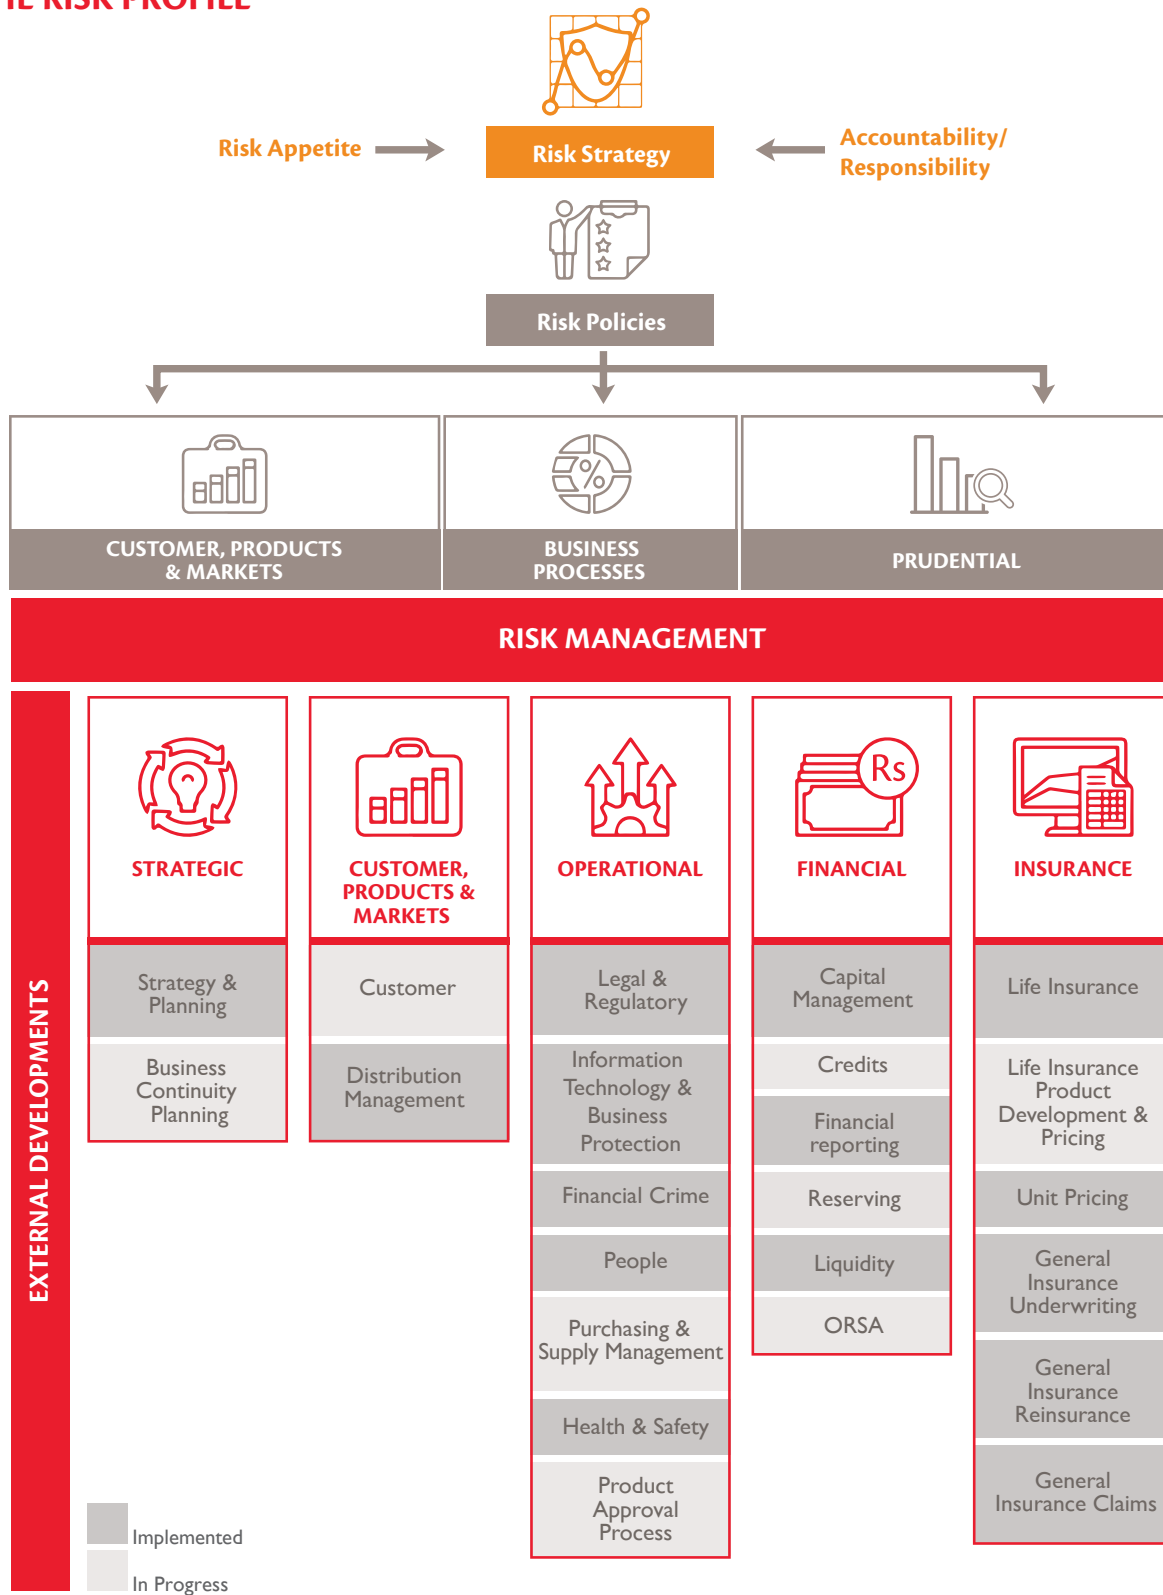 RISK PROFILE
Risk Appetite
Risk Strategy
Accountability/
Responsibility
Risk Policies
CUSTOMER, PRODUCTS
& MARKETS
BUSINESS
PROCESSES
PRUDENTIAL
RISK MANAGEMENT
EXTERNAL DEVELOPMENTS
STRATEGIC
Strategy &
Planning
Business
Continuity
Planning
CUSTOMER,
PRODUCTS &
MARKETS
Customer
Distribution
Management
OPERATIONAL
Legal &
Regulatory
Information
Technology &
Business
Protection
Financial Crime
People
Purchasing &
Supply Management
Health & Safety
Product
Approval
Process
Rs
FINANCIAL
Capital
Management
Credits
Financial
reporting
Reserving
Liquidity
ORSA
INSURANCE
Life Insurance
Life Insurance
Product
Development &
Pricing
Unit Pricing
General
Insurance
Underwriting
General
Insurance
Reinsurance
General
Insurance Claims
Implemented
In Progress